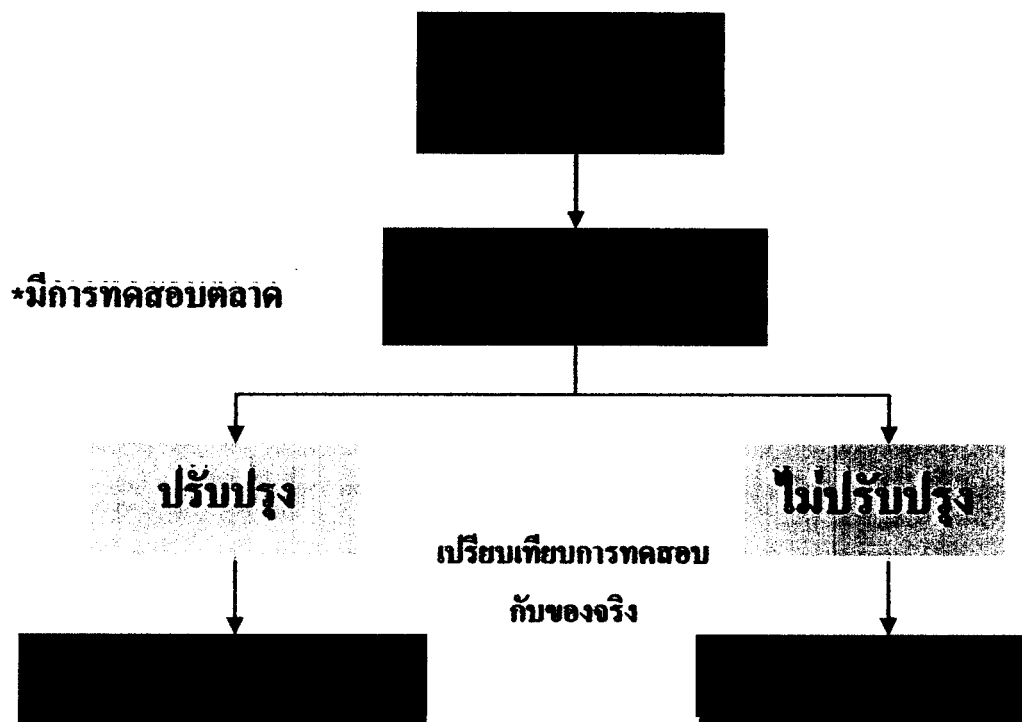 *มีการทดสอบตลาด
ปรับปรุง
ไม่ปรับปรุง
เปรียบเทียบการทดสอบ
กับของจริง